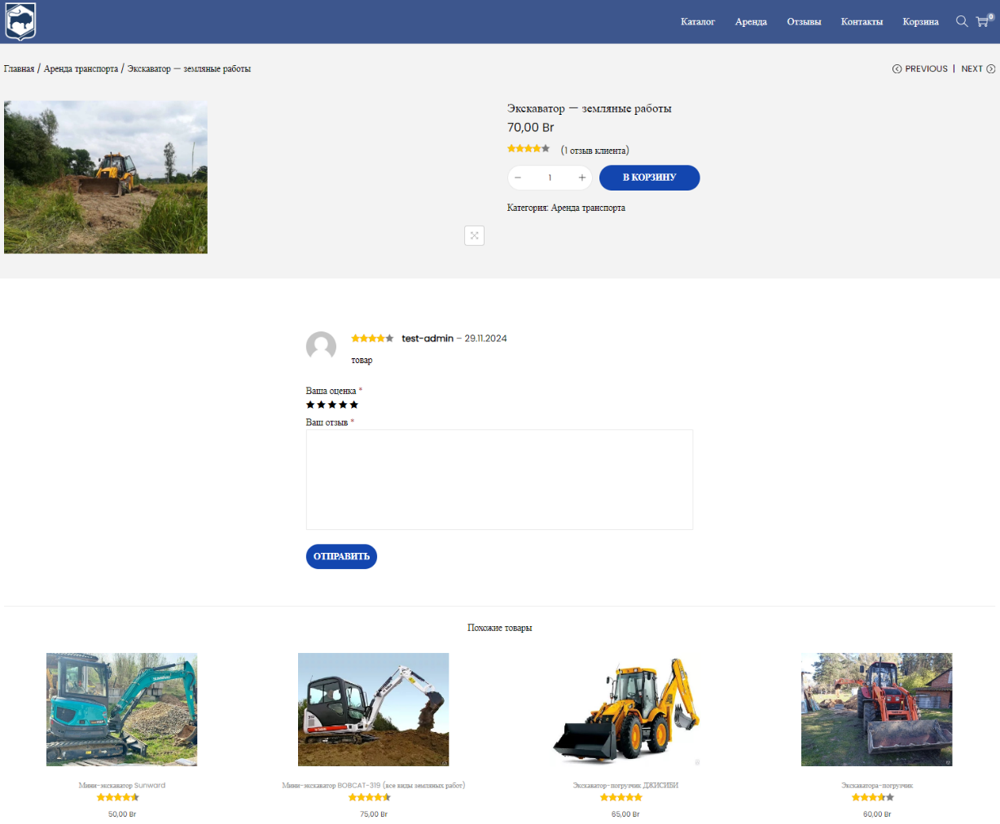 Каталог Аренда Отзывы Контакты Корзина 0
Главная / Аренда транспорта / Экскаватор — земляные работы
PREVIOUS | NEXT
Экскаватор — земляные работы
70,00 Br
(1 отзыв клиента)
− 1 + В КОРЗИНУ
Категория: Аренда транспорта
test-admin – 29.11.2024
товар
Ваша оценка *
Ваш отзыв *
ОТПРАВИТЬ
Похожие товары
Мини-экскаватор Sunward
50,00 Br
Мини-экскаватор BOBCAT-319 (все виды земляных работ)
75,00 Br
Экскаватор-погрузчик ДЖИСИБИ
65,00 Br
Экскаватора-погрузчик
60,00 Br